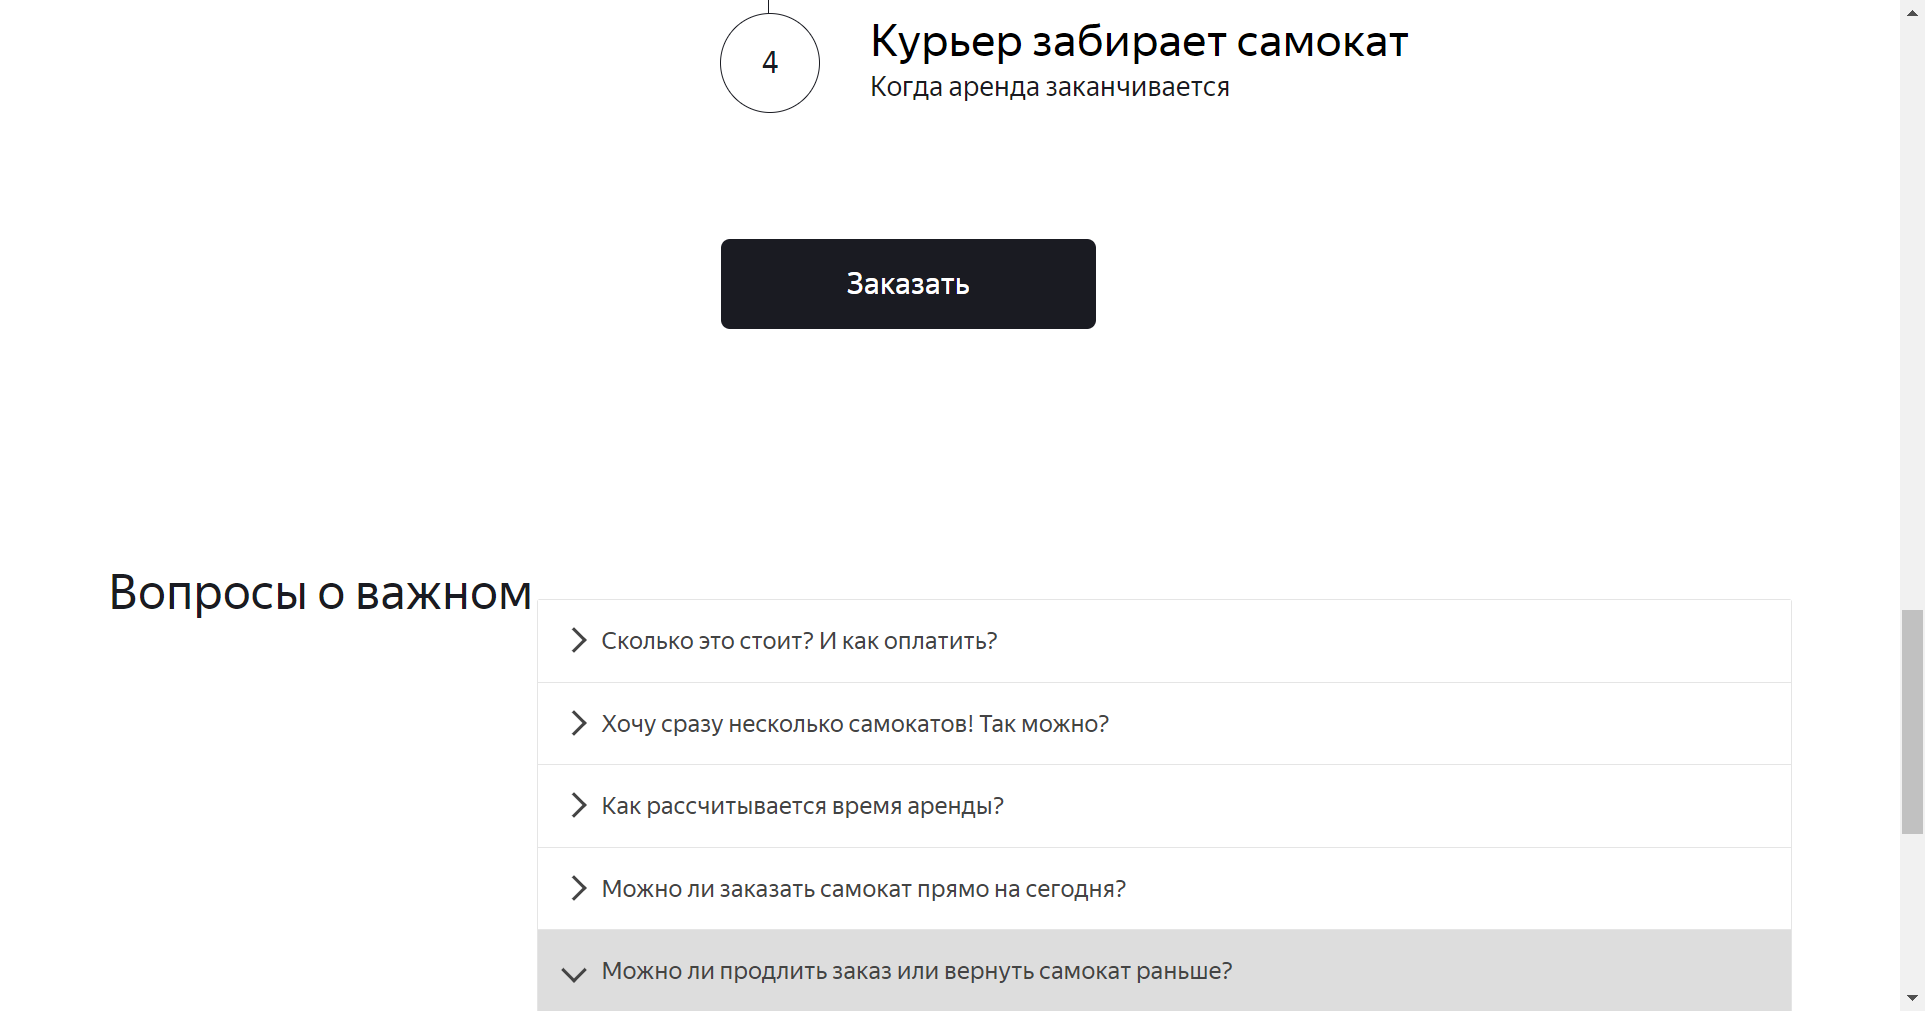 4
Курьер забирает самокат
Когда аренда заканчивается
Заказать
Вопросы о важном
Сколько это стоит? И как оплатить?
Хочу сразу несколько самокатов! Так можно?
Как рассчитывается время аренды?
Можно ли заказать самокат прямо на сегодня?
Можно ли продлить заказ или вернуть самокат раньше?